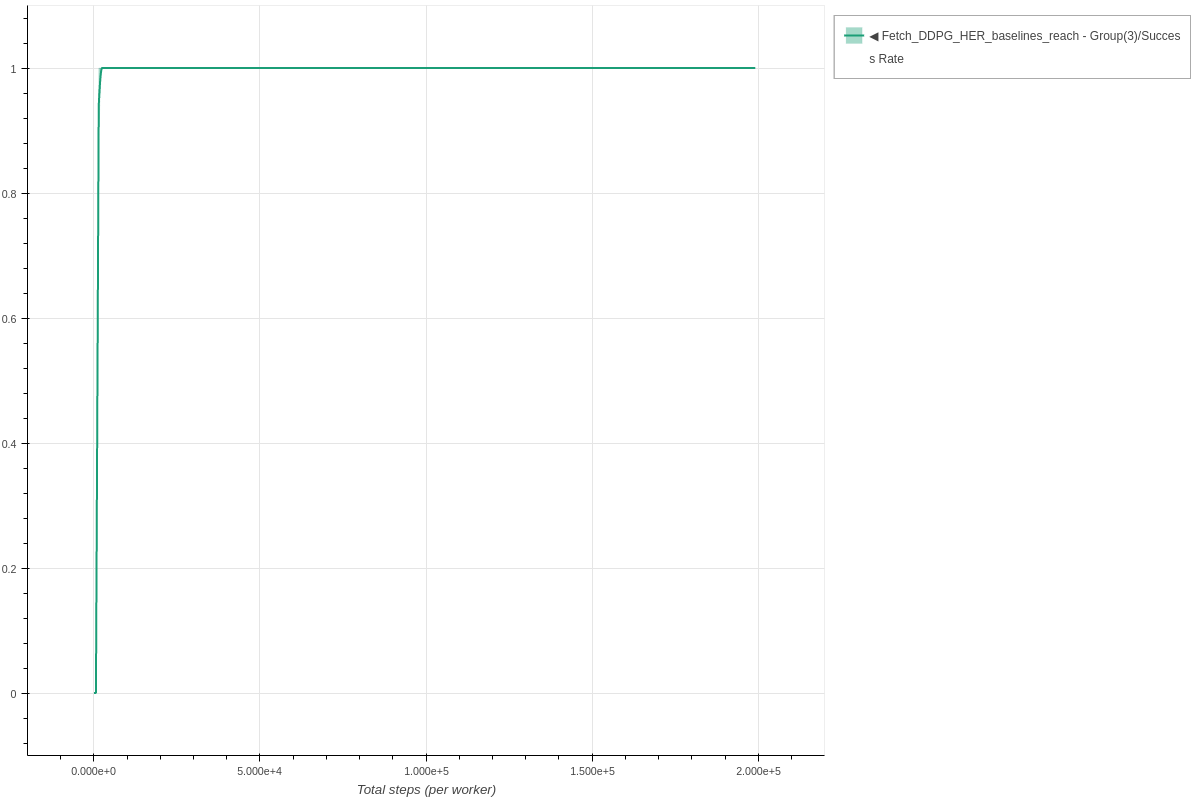 ◀ Fetch_DDPG_HER_baselines_reach - Group(3)/Succes
s Rate
1
0.8
0.6
0.4
0.2
0
0.000e+0 5.000e+4 1.000e+5 1.500e+5 2.000e+5
Total steps (per worker)